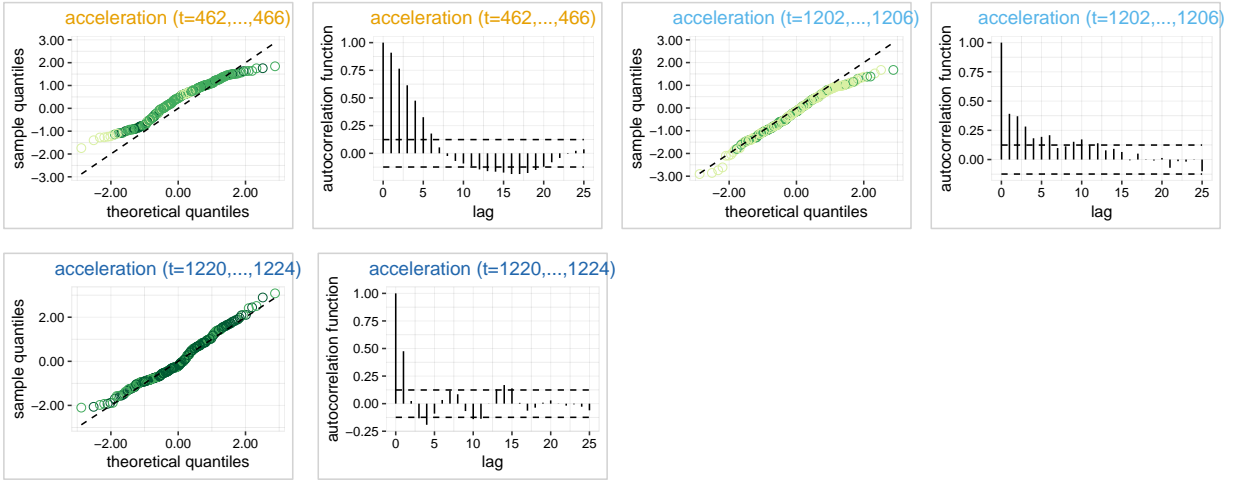 acceleration (t=462,...,466)
3.00
2.00
1.00
0.00
−1.00
−2.00
−3.00
sample quantiles
−2.00 0.00 2.00
theoretical quantiles
acceleration (t=462,...,466)
1.00
0.75
0.50
0.25
0.00
autocorrelation function
0 5 10 15 20 25
lag
acceleration (t=1202,...,1206)
3.00
2.00
1.00
0.00
−1.00
−2.00
−3.00
sample quantiles
−2.00 0.00 2.00
theoretical quantiles
acceleration (t=1202,...,1206)
1.00
0.75
0.50
0.25
0.00
autocorrelation function
0 5 10 15 20 25
lag
acceleration (t=1220,...,1224)
2.00
0.00
−2.00
sample quantiles
−2.00 0.00 2.00
theoretical quantiles
acceleration (t=1220,...,1224)
1.00
0.75
0.50
0.25
0.00
−0.25
autocorrelation function
0 5 10 15 20 25
lag